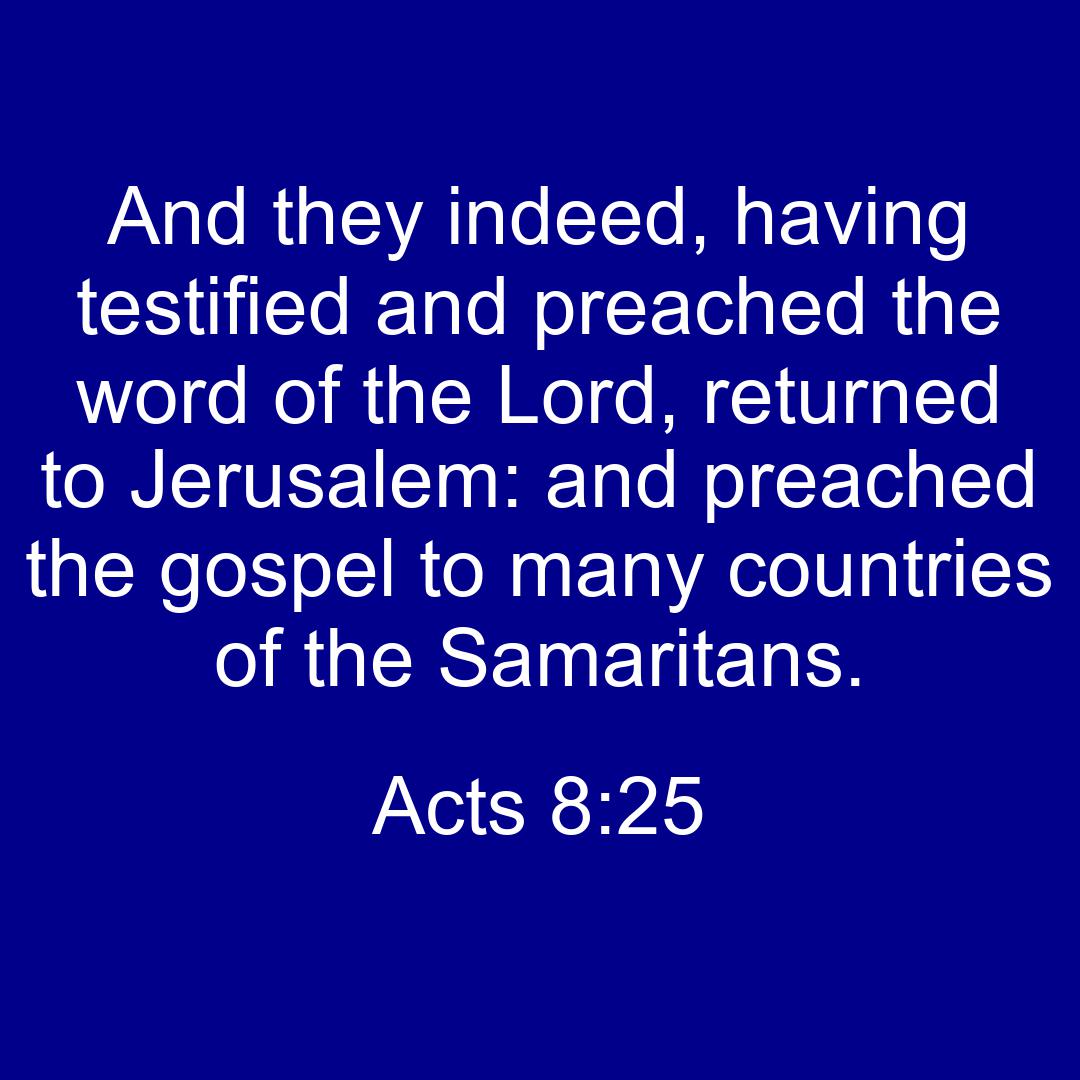 And they indeed, having
testified and preached the
word of the Lord, returned
to Jerusalem: and preached
the gospel to many countries
of the Samaritans.
Acts 8:25